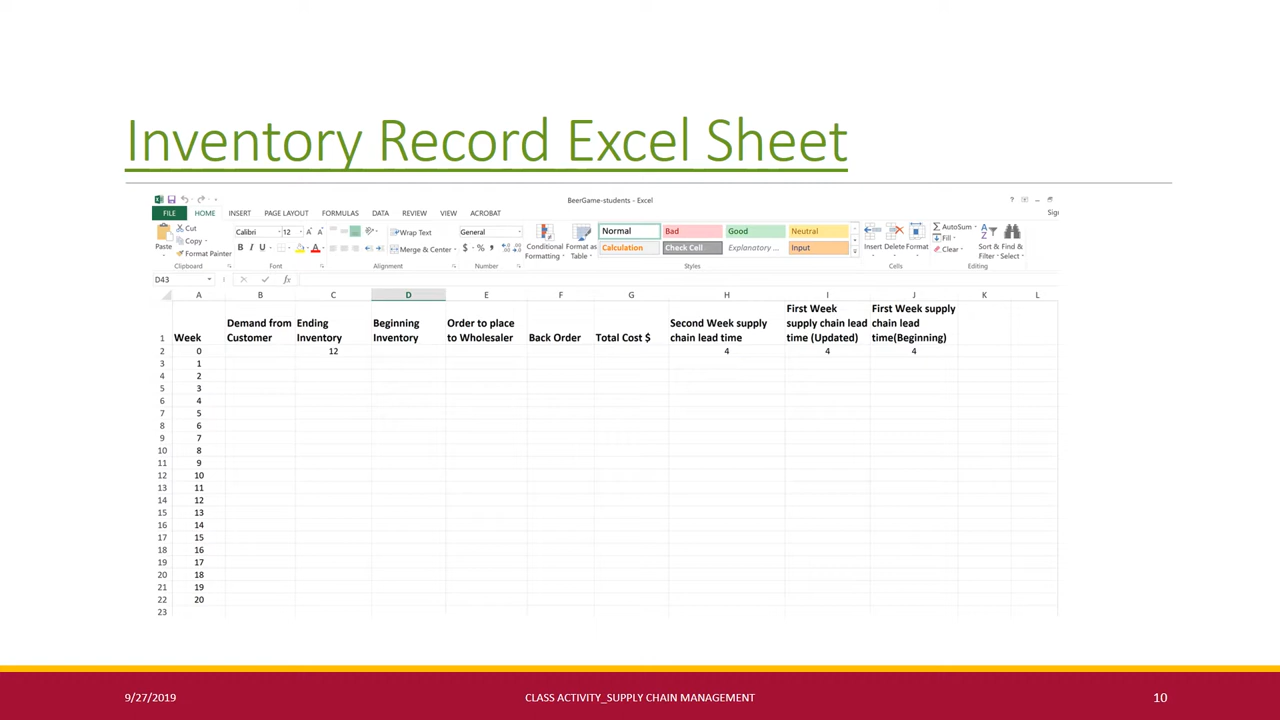 Inventory Record Excel Sheet
BeerGame-students - Excel
FILE HOME INSERT PAGE LAYOUT FORMULAS DATA REVIEW VIEW ACROBAT Sign
Paste Cut Copy Format Painter
Clipboard
Calibri 12
B I U A
Font
Wrap Text
Merge & Center
Alignment
General
$ % ,
Number
Conditional Formatting
Format as Table
Normal Bad Good Neutral
Calculation Check Cell Explanatory ... Input
Styles
Insert Delete Format
Cells
AutoSum
Fill
Clear
Sort & Filter
Find & Select
Editing
D43 fx
A B C D E F G H I J K L
1 Week Demand from Customer Ending Inventory Beginning Inventory Order to place to Wholesaler Back Order Total Cost $ Second Week supply chain lead time First Week supply chain lead time (Updated) First Week supply chain lead time(Beginning)
2 0 12 4 4 4
3 1
4 2
5 3
6 4
7 5
8 6
9 7
10 8
11 9
12 10
13 11
14 12
15 13
16 14
17 15
18 16
19 17
20 18
21 19
22 20
23
9/27/2019 CLASS ACTIVITY_SUPPLY CHAIN MANAGEMENT 10